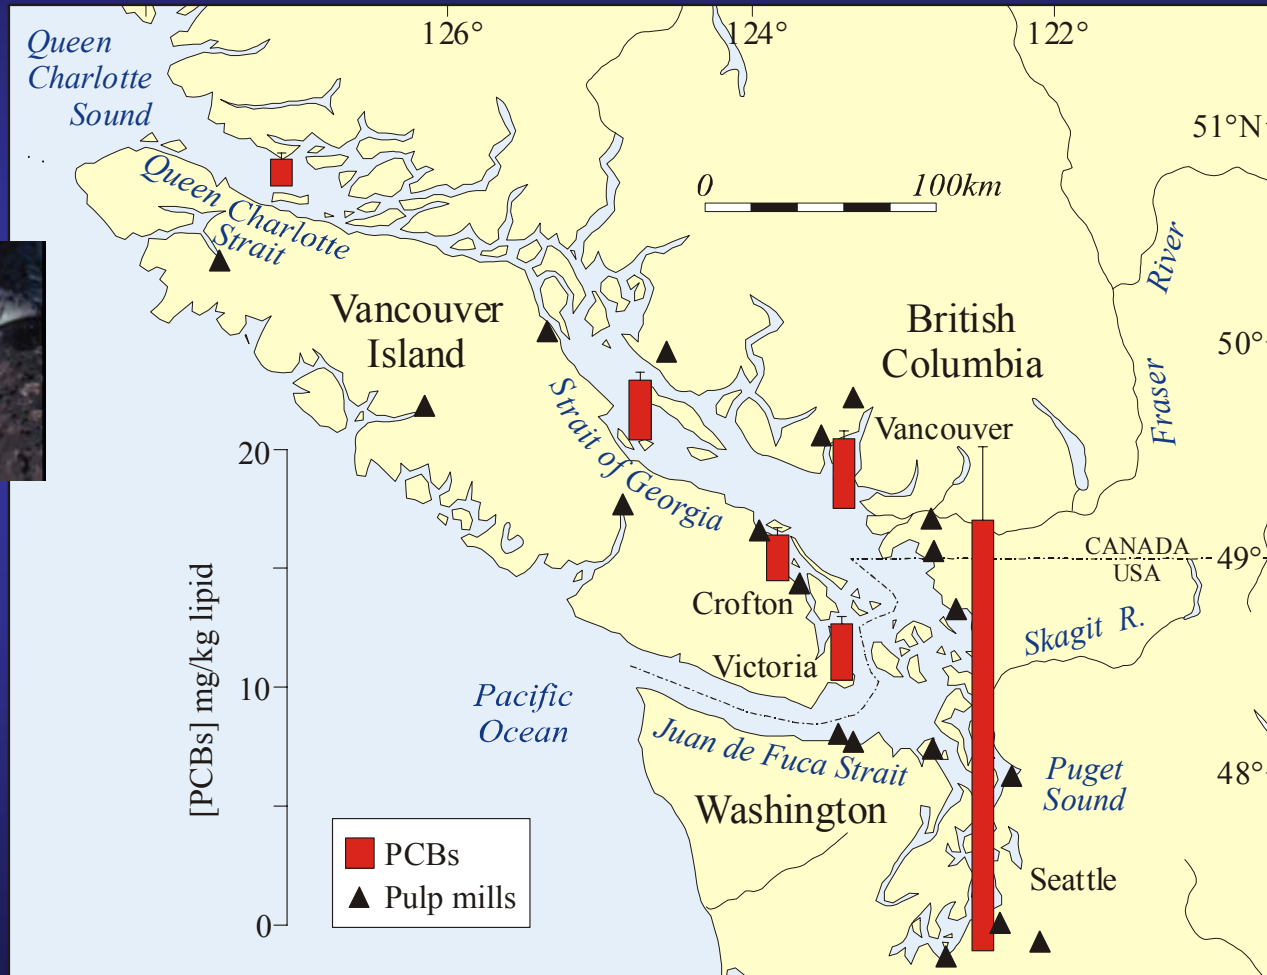 126°
124°
122°
Queen
Charlotte
Sound
51°N
Queen Charlotte
Strait
0 100km
River
Vancouver
Island
British
Columbia
50°
Fraser
Strait of Georgia
Vancouver
20
CANADA
USA
49°
Crofton
Skagit R.
Victoria
[PCBs] mg/kg lipid
10
Pacific
Ocean
Juan de Fuca Strait
Puget
Sound
48°
Washington
PCBs
Pulp mills
Seattle
0